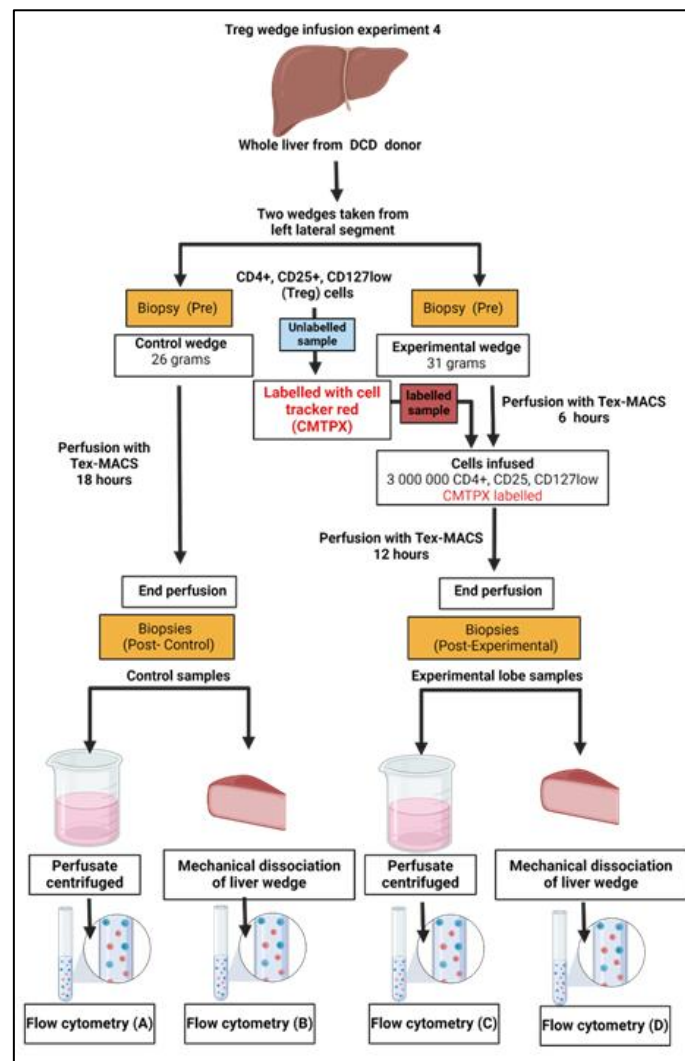 Treg wedge infusion experiment 4
Whole liver from DCD donor
Two wedges taken from
left lateral segment
Biopsy (Pre)
CD4+, CD25+, CD127low
(Treg) cells
Biopsy (Pre)
Control wedge
26 grams
Unlabelled
sample
Experimental wedge
31 grams
Labelled with cell
tracker red
(CMTPX)
labelled
sample
Perfusion with Tex-MACS
6 hours
Perfusion with
Tex-MACS
18 hours
Cells infused
3 000 000 CD4+, CD25, CD127low
CMTPX labelled
Perfusion with Tex-MACS
12 hours
End perfusion
End perfusion
Biopsies
(Post- Control)
Biopsies
(Post-Experimental)
Control samples
Experimental lobe samples
Perfusate
centrifuged
Mechanical dissociation
of liver wedge
Perfusate
centrifuged
Mechanical dissociation
of liver wedge
Flow cytometry (A)
Flow cytometry (B)
Flow cytometry (C)
Flow cytometry (D)